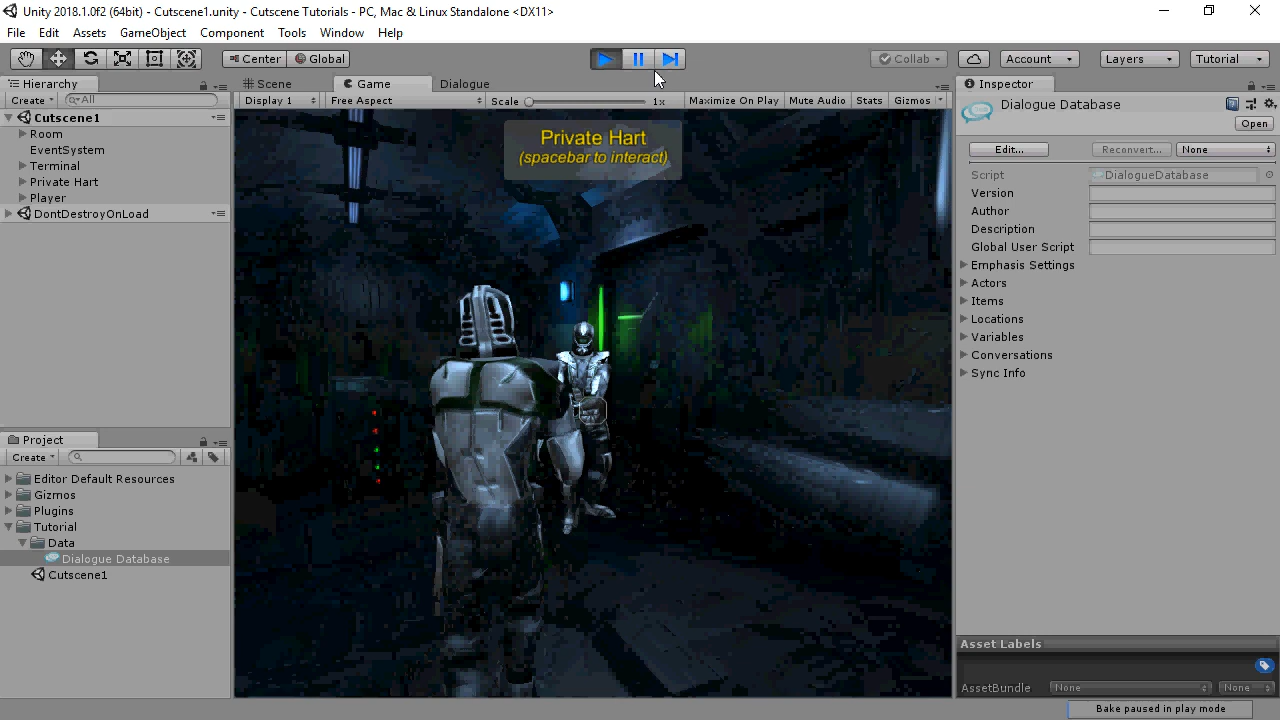 Unity 2018.1.0f2 (64bit) - Cutscene1.unity - Cutscene Tutorials - PC, Mac & Linux Standalone <DX11>
File Edit Assets GameObject Component Tools Window Help
Center Global Collab Account Layers Tutorial
Hierarchy
Create All
Cutscene1
Room
EventSystem
Terminal
Private Hart
Player
DontDestroyOnLoad
Project
Create
Editor Default Resources
Gizmos
Plugins
Tutorial
Data
Dialogue Database
Cutscene1
Scene Game Dialogue
Display 1 Free Aspect Scale 1x Maximize On Play Mute Audio Stats Gizmos
Private Hart
(spacebar to interact)
Inspector
Dialogue Database
Open
Edit... Reconvert... None
Script DialogueDatabase
Version
Author
Description
Global User Script
Emphasis Settings
Actors
Items
Locations
Variables
Conversations
Sync Info
Asset Labels
AssetBundle None None
Bake paused in play mode